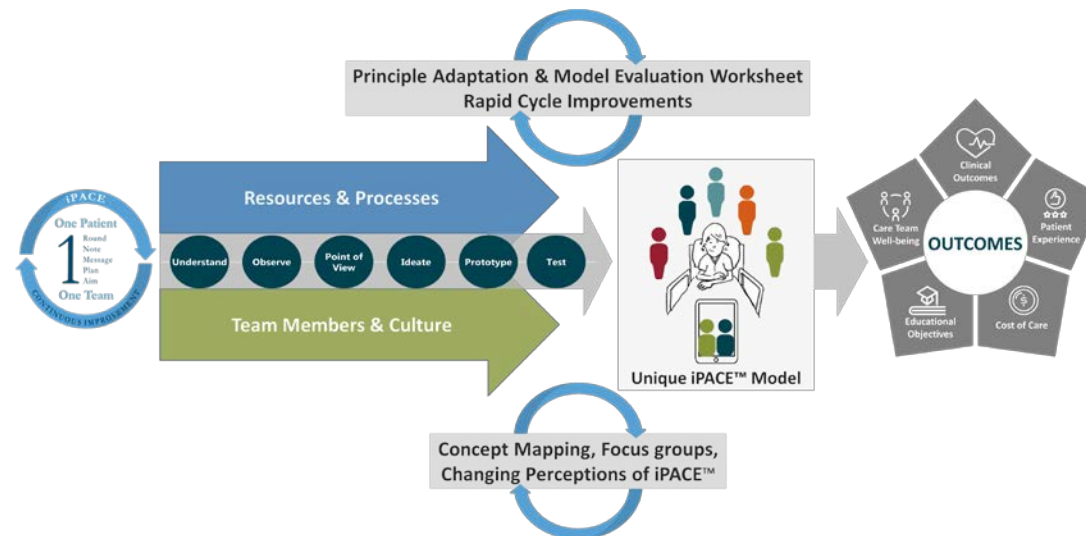 Principle Adaptation & Model Evaluation Worksheet
Rapid Cycle Improvements
Resources & Processes
iPACE
One Patient
1
Round
Note
Message
Plan
Aim
One Team
CONTINUOUS IMPROVEMENT
Understand
Observe
Point of
View
Ideate
Prototype
Test
Team Members & Culture
Unique iPACE™ Model
Concept Mapping, Focus groups,
Changing Perceptions of iPACE™
Clinical
Outcomes
Care Team
Well-being
Patient
Experience
OUTCOMES
Educational
Objectives
Cost of Care